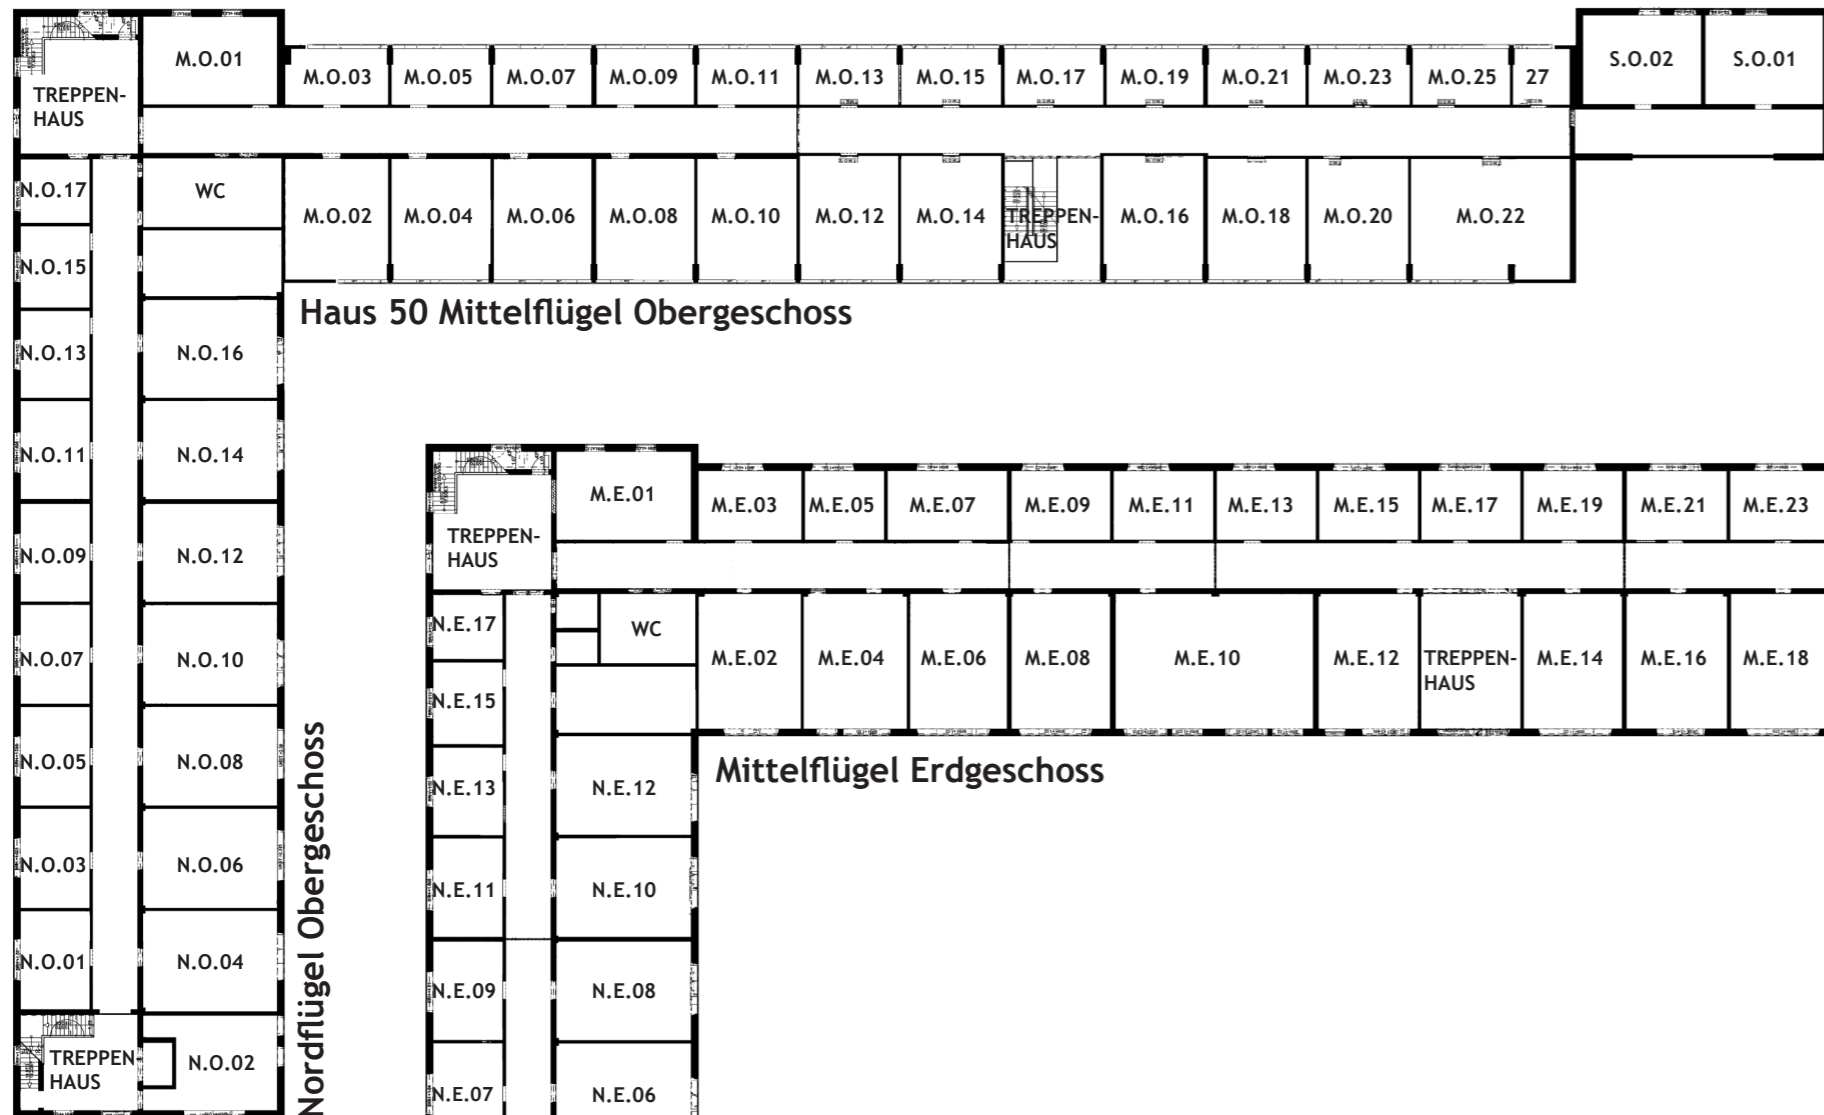 M.O.01
TREPPEN-
HAUS
M.O.03 M.O.05 M.O.07 M.O.09 M.O.11 M.O.13 M.O.15 M.O.17 M.O.19 M.O.21 M.O.23 M.O.25 27
S.O.02 S.O.01
M.O.02 M.O.04 M.O.06 M.O.08 M.O.10 M.O.12 M.O.14
TREPPEN-
HAUS
M.O.16 M.O.18 M.O.20 M.O.22
Haus 50 Mittelflügel Obergeschoss
N.O.17
WC
N.O.15
N.O.13
N.O.16
N.O.11
N.O.14
N.O.09
N.O.12
N.O.07
N.O.10
N.O.05
N.O.08
N.O.03
N.O.06
N.O.01
N.O.04
TREPPEN
HAUS
N.O.02
Nordflügel Obergeschoss
M.E.01
TREPPEN-
HAUS
M.E.03 M.E.05 M.E.07 M.E.09 M.E.11 M.E.13 M.E.15 M.E.17 M.E.19 M.E.21 M.E.23
M.E.02 M.E.04 M.E.06 M.E.08 M.E.10 M.E.12
TREPPEN-
HAUS
M.E.14 M.E.16 M.E.18
Mittelflügel Erdgeschoss
N.E.17
WC
N.E.15
N.E.13
N.E.12
N.E.11
N.E.10
N.E.09
N.E.08
N.E.07
N.E.06